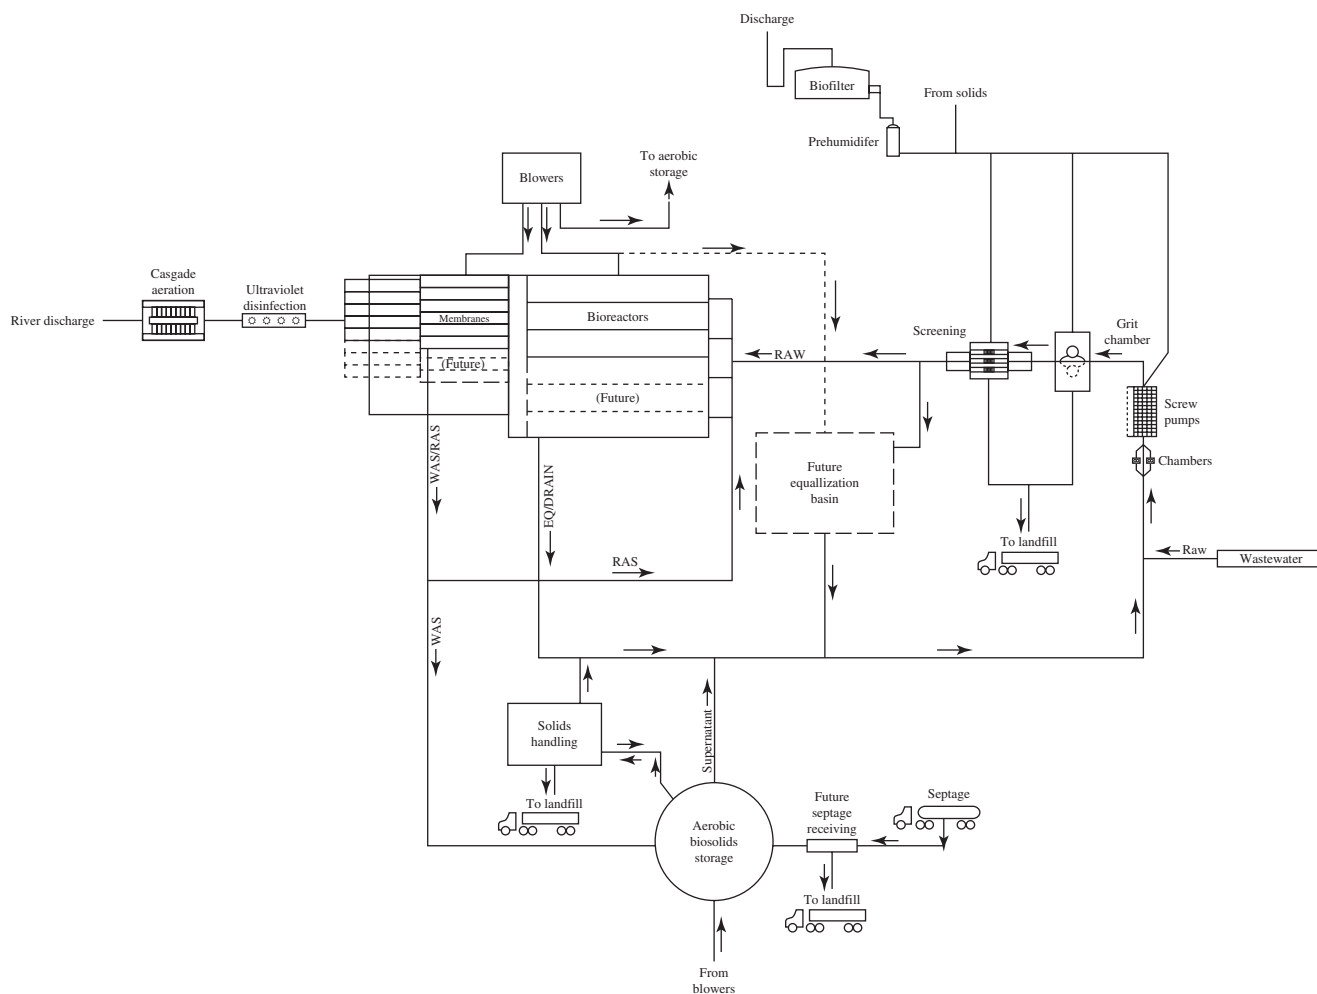 Discharge
Biofilter
From solids
Prehumidifer
To aerobic
storage
Blowers
Casgade
aeration
Ultraviolet
disinfection
River discharge
Membranes
(Future)
Bioreactors
(Future)
RAW
Screening
Grit
chamber
Screw
pumps
Chambers
WAS/RAS
EQ/DRAIN
Future
equallization
basin
To landfill
Raw
Wastewater
RAS
WAS
Solids
handling
Supernatant
To landfill
Aerobic
biosolids
storage
Future
septage
receiving
Septage
To landfill
From
blowers